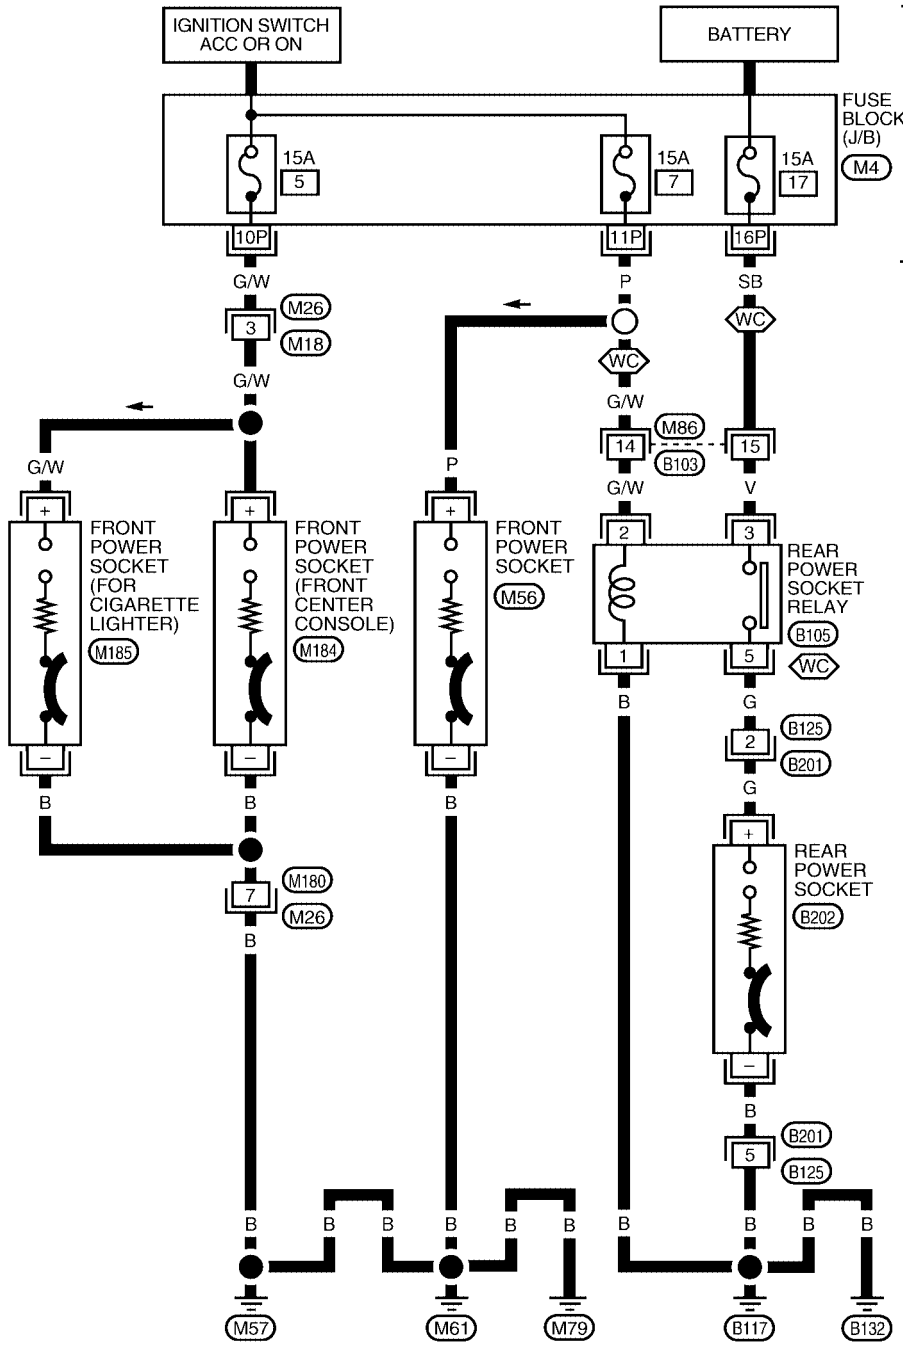 IGNITION SWITCH
ACC OR ON
BATTERY
FUSE
BLOCK
(J/B)
M4
15A
5
15A
7
15A
17
10P
11P
16P
G/W
P
SB
M26
3
M18
WC
WC
G/W
G/W
M86
14
15
B103
G/W
P
G/W
V
+
+
+
2
3
FRONT
POWER
SOCKET
(FOR
CIGARETTE
LIGHTER)
M185
FRONT
POWER
SOCKET
(FRONT
CENTER
CONSOLE)
M184
FRONT
POWER
SOCKET
M56
REAR
POWER
SOCKET
RELAY
B105
WC
1
5
B
G
–
–
–
B125
2
B201
B
B
B
G
+
REAR
POWER
SOCKET
B202
M180
7
M26
B
–
B
B201
5
B125
B
B
B
B
B
B
B
B
B
B
M57
M61
M79
B117
B132